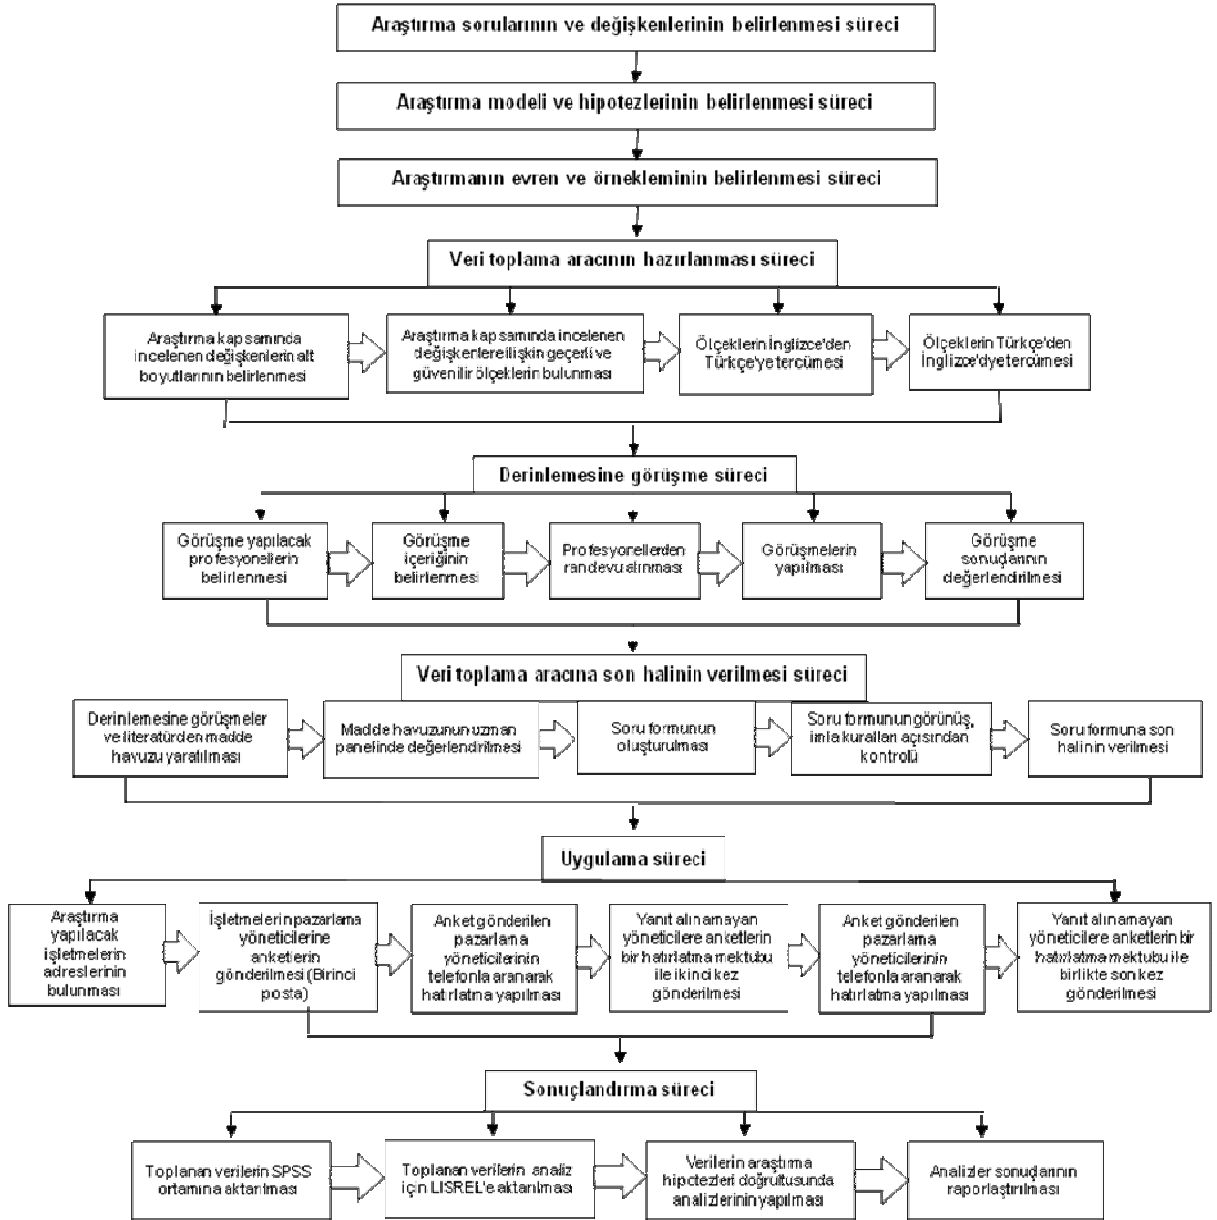 Araştırma sorularının ve değişkenlerinin belirlenmesi süreci
Araştırma modeli ve hipotezlerinin belirlenmesi süreci
Araştırmanın evren ve örnekleminin belirlenmesi süreci
Veri toplama aracının hazırlanması süreci
Araştırma kapsamında
incelenen değişkenlerin alt
boyutlarının belirlenmesi
Araştırma kapsamında incelenen
değişkenlere ilişkin geçerli ve
güvenilir ölçeklerin bulunması
Ölçeklerin İnglizce'den
Türkçe'ye tercümesi
Ölçeklerin Türkçe'den
İnglizce'dye tercümesi
Derinlemesine görüşme süreci
Görüşme yapılacak
profesyonellerin
belirlenmesi
Görüşme
içeriğinin
belirlenmesi
Profesyonellerden
randevu alınması
Görüşmelerin
yapılması
Görüşme
sonuçlarının
değerlendirilmesi
Veri toplama aracına son halinin verilmesi süreci
Derinlemesine görüşmeler
ve literatürden madde
havuzu yaratılması
Madde havuzunun uzman
panelinde değerlendirilmesi
Soru formunun
oluşturulması
Soru formunun görünüş,
imla kuralları açısından
kontrolü
Soru formuna son
halinin verilmesi
Uygulama süreci
Araştırma
yapılacak
işletmelerin
adreslerinin
bulunması
İşletmelerin pazarlama
yöneticilerine
anketlerin
gönderilmesi (Birinci
posta)
Anket gönderilen
pazarlama
yöneticilerinin
telefonla aranarak
hatırlatma yapılması
Yanıt alınamayan
yöneticilere anketlerin
bir hatırlatma mektubu
ile ikinci kez
gönderilmesi
Anket gönderilen
pazarlama
yöneticilerinin
telefonla aranarak
hatırlatma yapılması
Yanıt alınamayan
yöneticilere anketlerin bir
hatırlatma mektubu ile
birlikte son kez
gönderilmesi
Sonuçlandırma süreci
Toplanan verilerin SPSS
ortamına aktarılması
Toplanan verilerin analiz
için LISREL'e aktarılması
Verilerin araştırma
hipotezleri doğrultusunda
analizlerinin yapılması
Analizler sonuçlarının
raporlaştırılması